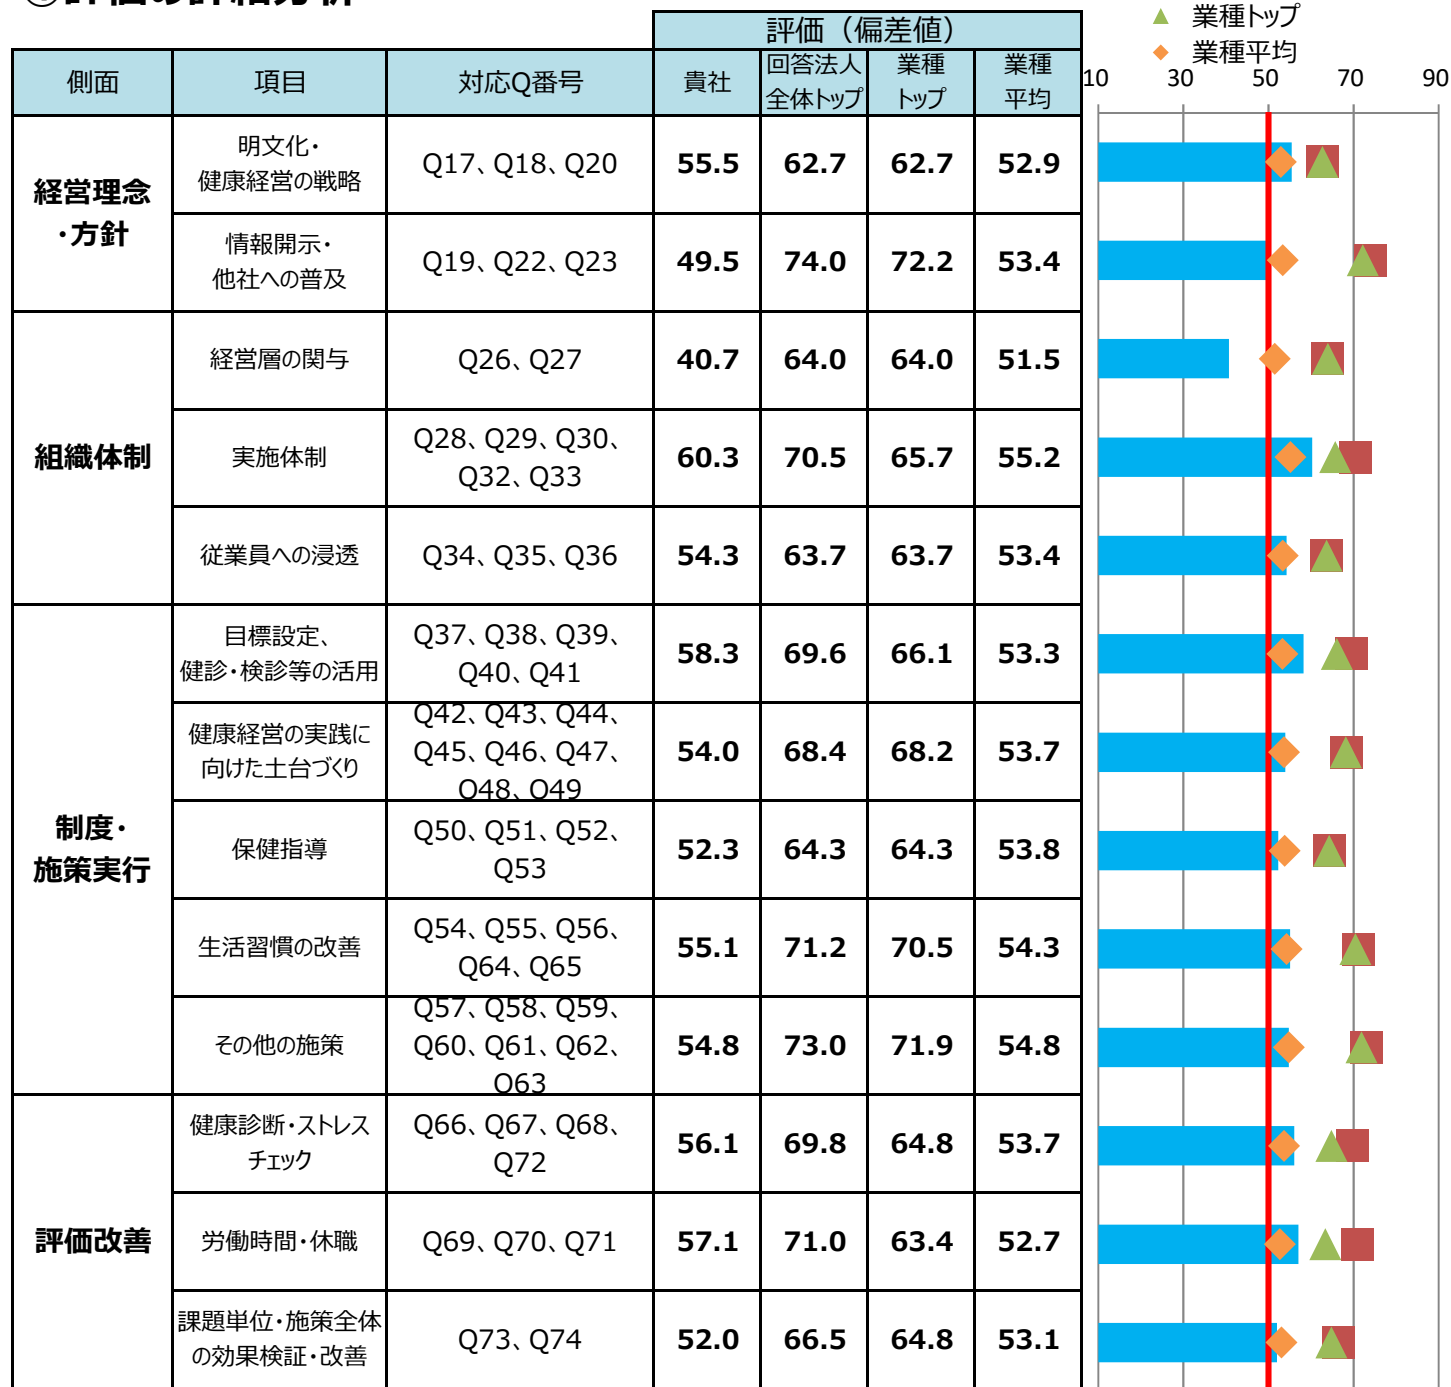 ①評価の詳細分析
▲ 業種トップ
◆ 業種平均
評価（偏差値）
側面 項目 対応Q番号 貴社 回答法人 全体トップ 業種 トップ 業種 平均
10 30 50 70 90
経営理念
・方針
明文化・
健康経営の戦略
Q17、Q18、Q20 55.5 62.7 62.7 52.9
情報開示・
他社への普及
Q19、Q22、Q23 49.5 74.0 72.2 53.4
組織体制
経営層の関与 Q26、Q27 40.7 64.0 64.0 51.5
実施体制
Q28、Q29、Q30、
Q32、Q33
60.3 70.5 65.7 55.2
従業員への浸透 Q34、Q35、Q36 54.3 63.7 63.7 53.4
制度・
施策実行
目標設定、
健診・検診等の活用
Q37、Q38、Q39、
Q40、Q41
58.3 69.6 66.1 53.3
健康経営の実践に
向けた土台づくり
Q42、Q43、Q44、
Q45、Q46、Q47、
Q48、Q49
54.0 68.4 68.2 53.7
保健指導
Q50、Q51、Q52、
Q53
52.3 64.3 64.3 53.8
生活習慣の改善
Q54、Q55、Q56、
Q64、Q65
55.1 71.2 70.5 54.3
その他の施策
Q57、Q58、Q59、
Q60、Q61、Q62、
Q63
54.8 73.0 71.9 54.8
評価改善
健康診断・ストレス
チェック
Q66、Q67、Q68、
Q72
56.1 69.8 64.8 53.7
労働時間・休職 Q69、Q70、Q71 57.1 71.0 63.4 52.7
課題単位・施策全体
の効果検証・改善
Q73、Q74 52.0 66.5 64.8 53.1